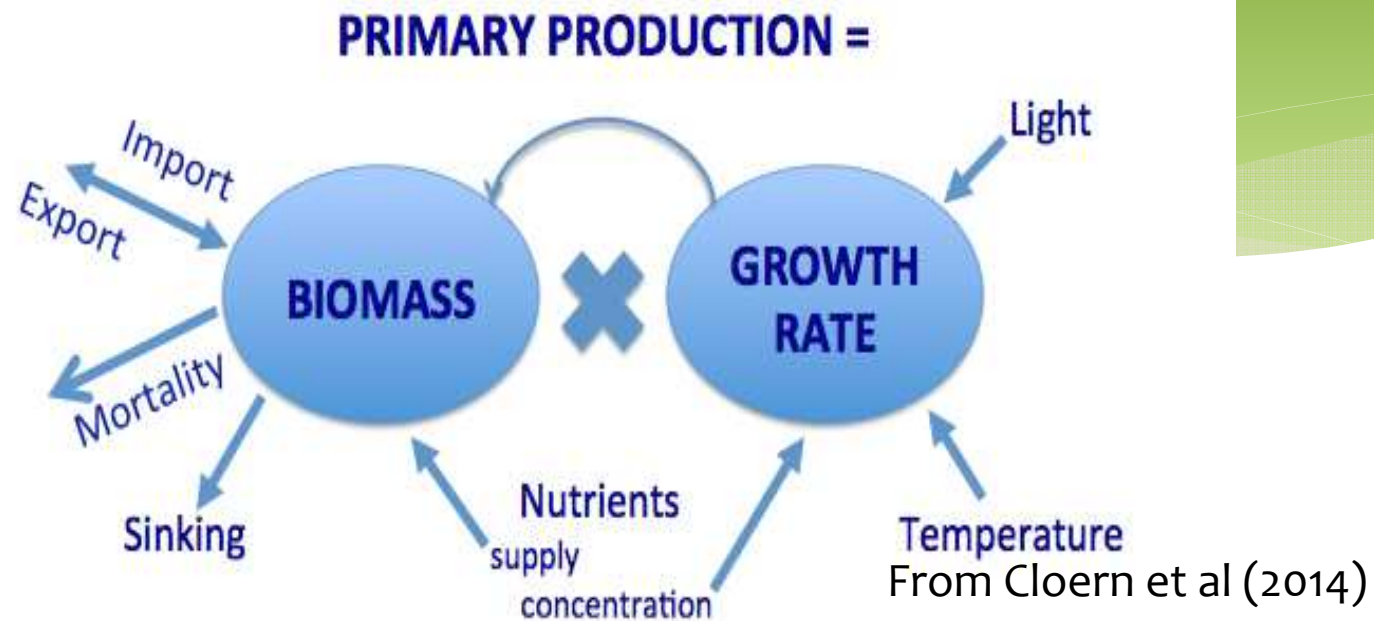 PRIMARY PRODUCTION =
Light
Import
Export
BIOMASS
GROWTH
RATE
Mortality
Sinking
Nutrients
supply
concentration
Temperature
From Cloern et al (2014)